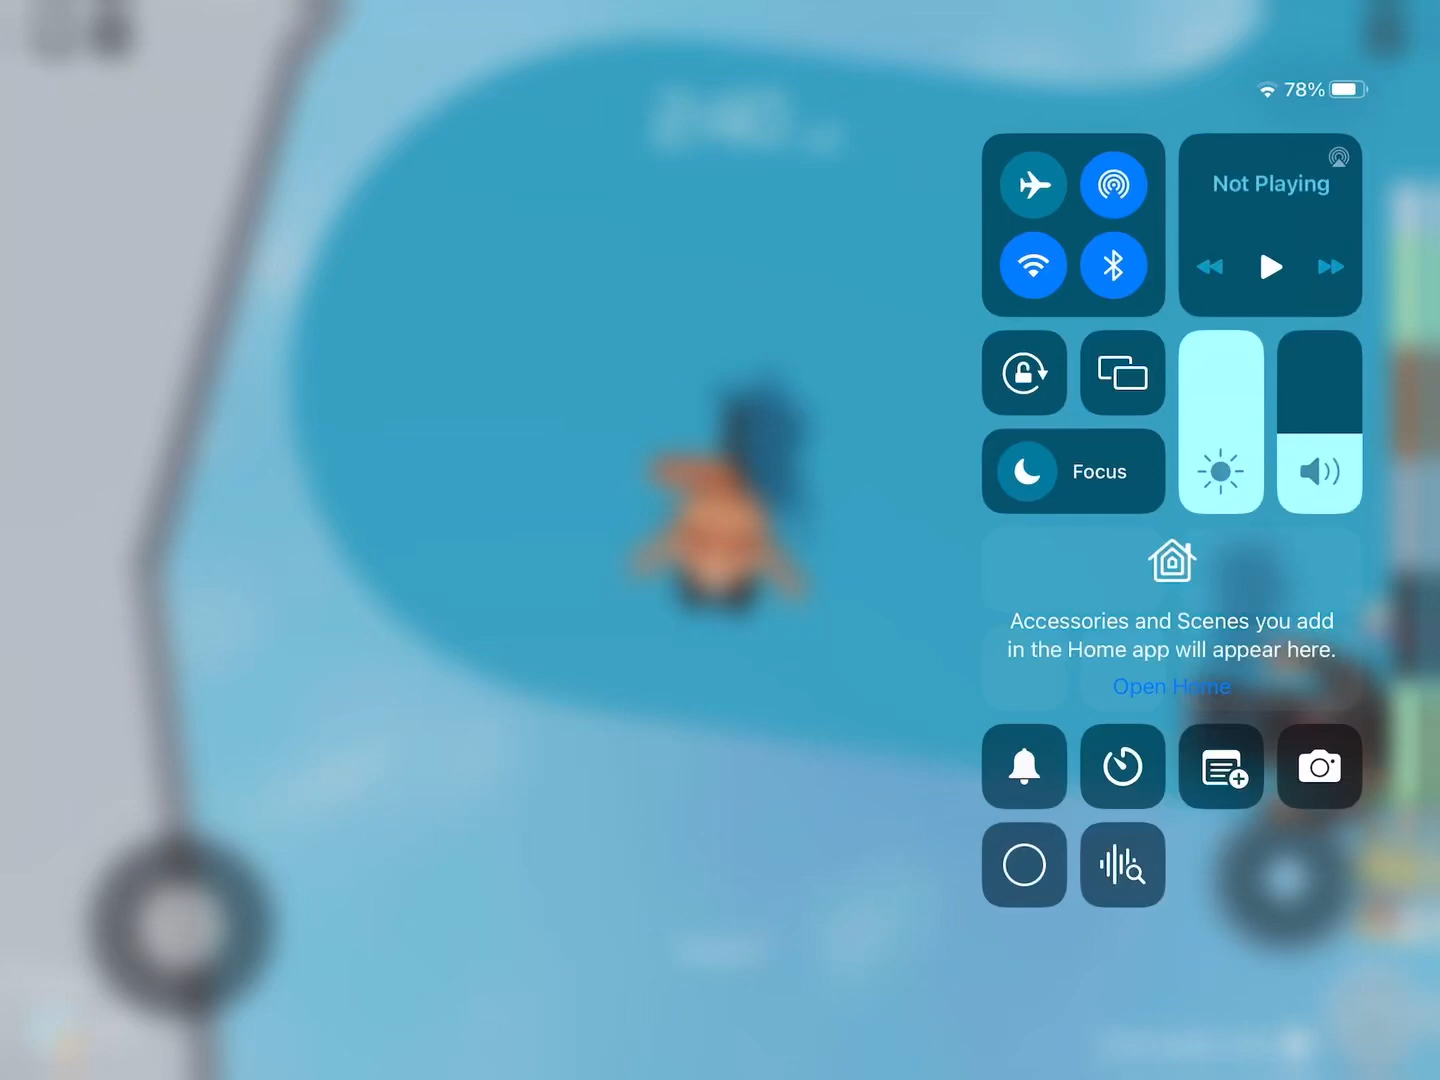 78%
Not Playing
Focus
Accessories and Scenes you add
in the Home app will appear here.
Open Home